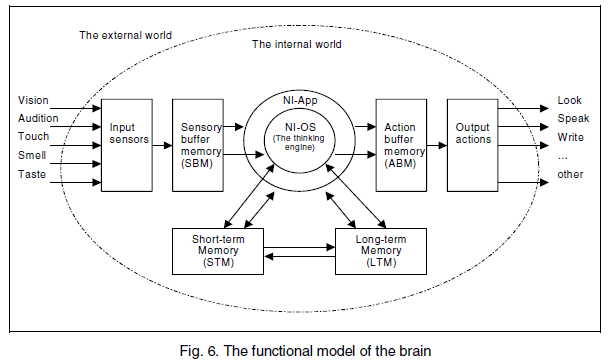 The external world
The internal world
Vision
Audition
Touch
Smell
Taste
Input
sensors
Sensory
buffer
memory
(SBM)
NI-App
NI-OS
(The thinking
engine)
Action
buffer
memory
(ABM)
Output
actions
Look
Speak
Write
...
other
Short-term
Memory
(STM)
Long-term
Memory
(LTM)
Fig. 6. The functional model of the brain